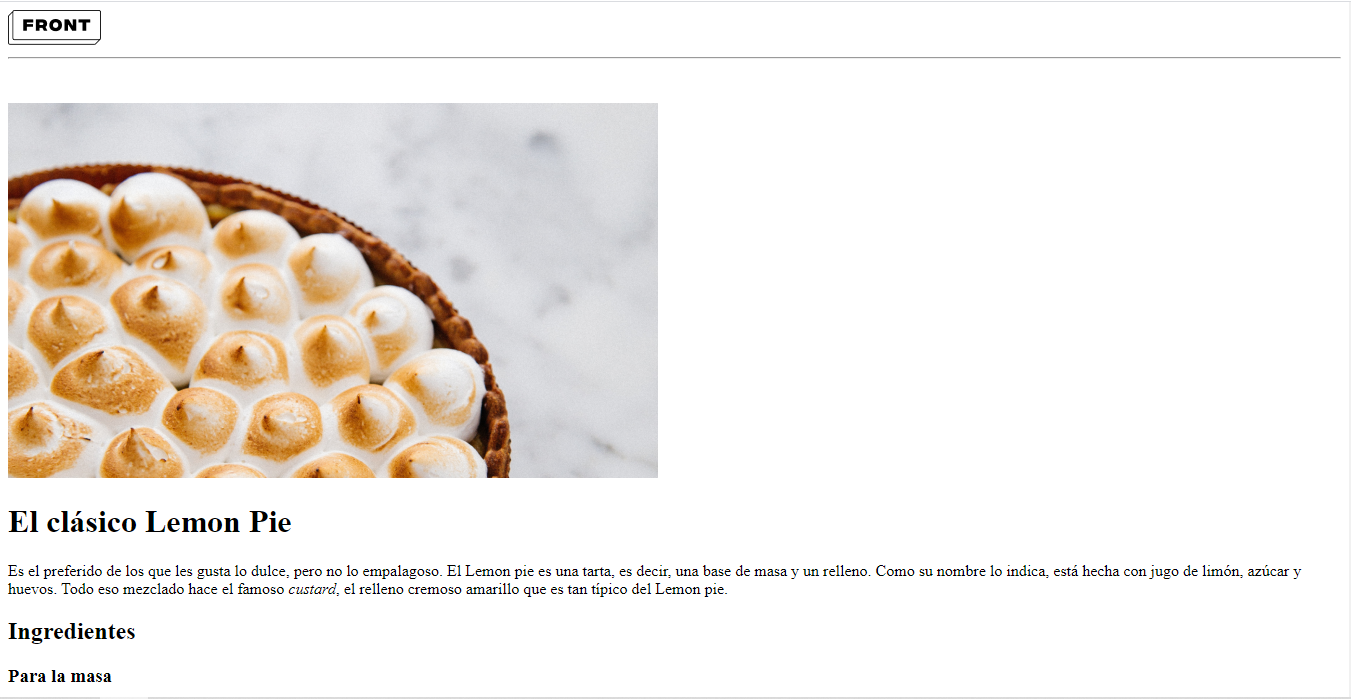 FRONT
El clásico Lemon Pie
Es el preferido de los que les gusta lo dulce, pero no lo empalagoso. El Lemon pie es una tarta, es decir, una base de masa y un relleno. Como su nombre lo indica, está hecha con jugo de limón, azúcar y
huevos. Todo eso mezclado hace el famoso custard, el relleno cremoso amarillo que es tan típico del Lemon pie.
Ingredientes
Para la masa